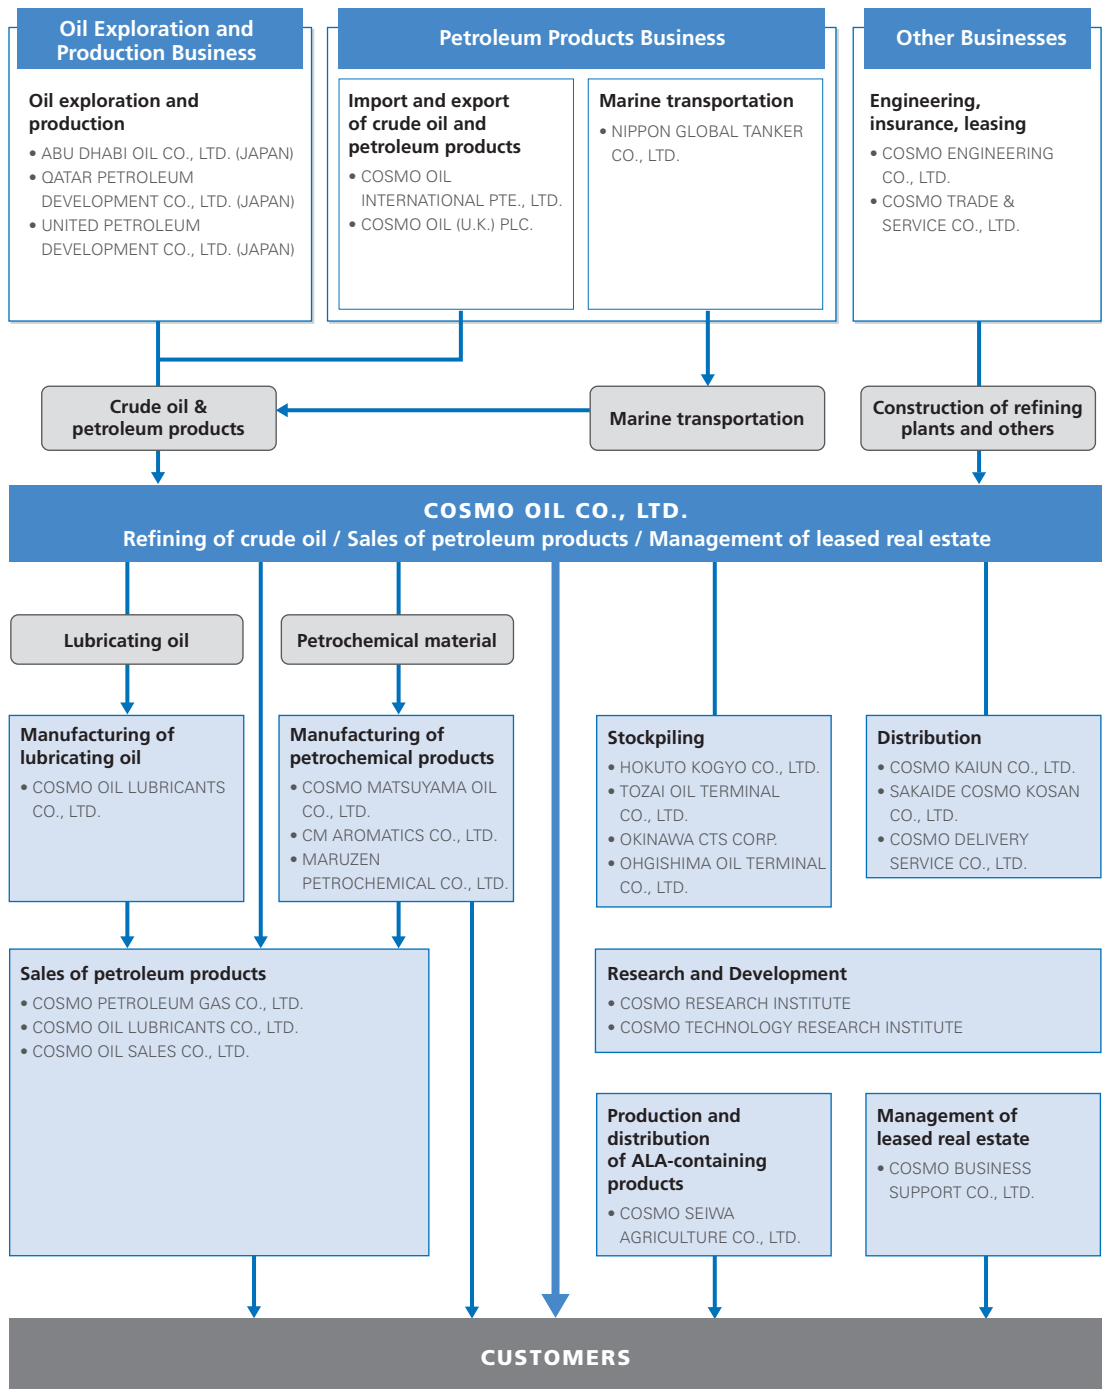 Oil Exploration and
Production Business
Petroleum Products Business
Other Businesses
Oil exploration and
production
• ABU DHABI OIL CO., LTD. (JAPAN)
• QATAR PETROLEUM
DEVELOPMENT CO., LTD. (JAPAN)
• UNITED PETROLEUM
DEVELOPMENT CO., LTD. (JAPAN)
Import and export
of crude oil and
petroleum products
• COSMO OIL
INTERNATIONAL PTE., LTD.
• COSMO OIL (U.K.) PLC.
Marine transportation
• NIPPON GLOBAL TANKER
CO., LTD.
Engineering,
insurance, leasing
• COSMO ENGINEERING
CO., LTD.
• COSMO TRADE &
SERVICE CO., LTD.
Crude oil &
petroleum products
Marine transportation
Construction of refining
plants and others
COSMO OIL CO., LTD.
Refining of crude oil / Sales of petroleum products / Management of leased real estate
Lubricating oil
Petrochemical material
Manufacturing of
lubricating oil
• COSMO OIL LUBRICANTS
CO., LTD.
Manufacturing of
petrochemical products
• COSMO MATSUYAMA OIL
CO., LTD.
• CM AROMATICS CO., LTD.
• MARUZEN
PETROCHEMICAL CO., LTD.
Stockpiling
• HOKUTO KOGYO CO., LTD.
• TOZAI OIL TERMINAL
CO., LTD.
• OKINAWA CTS CORP.
• OHGISHIMA OIL TERMINAL
CO., LTD.
Distribution
• COSMO KAIUN CO., LTD.
• SAKAIDE COSMO KOSAN
CO., LTD.
• COSMO DELIVERY
SERVICE CO., LTD.
Sales of petroleum products
• COSMO PETROLEUM GAS CO., LTD.
• COSMO OIL LUBRICANTS CO., LTD.
• COSMO OIL SALES CO., LTD.
Research and Development
• COSMO RESEARCH INSTITUTE
• COSMO TECHNOLOGY RESEARCH INSTITUTE
Production and
distribution
of ALA-containing
products
• COSMO SEIWA
AGRICULTURE CO., LTD.
Management of
leased real estate
• COSMO BUSINESS
SUPPORT CO., LTD.
CUSTOMERS